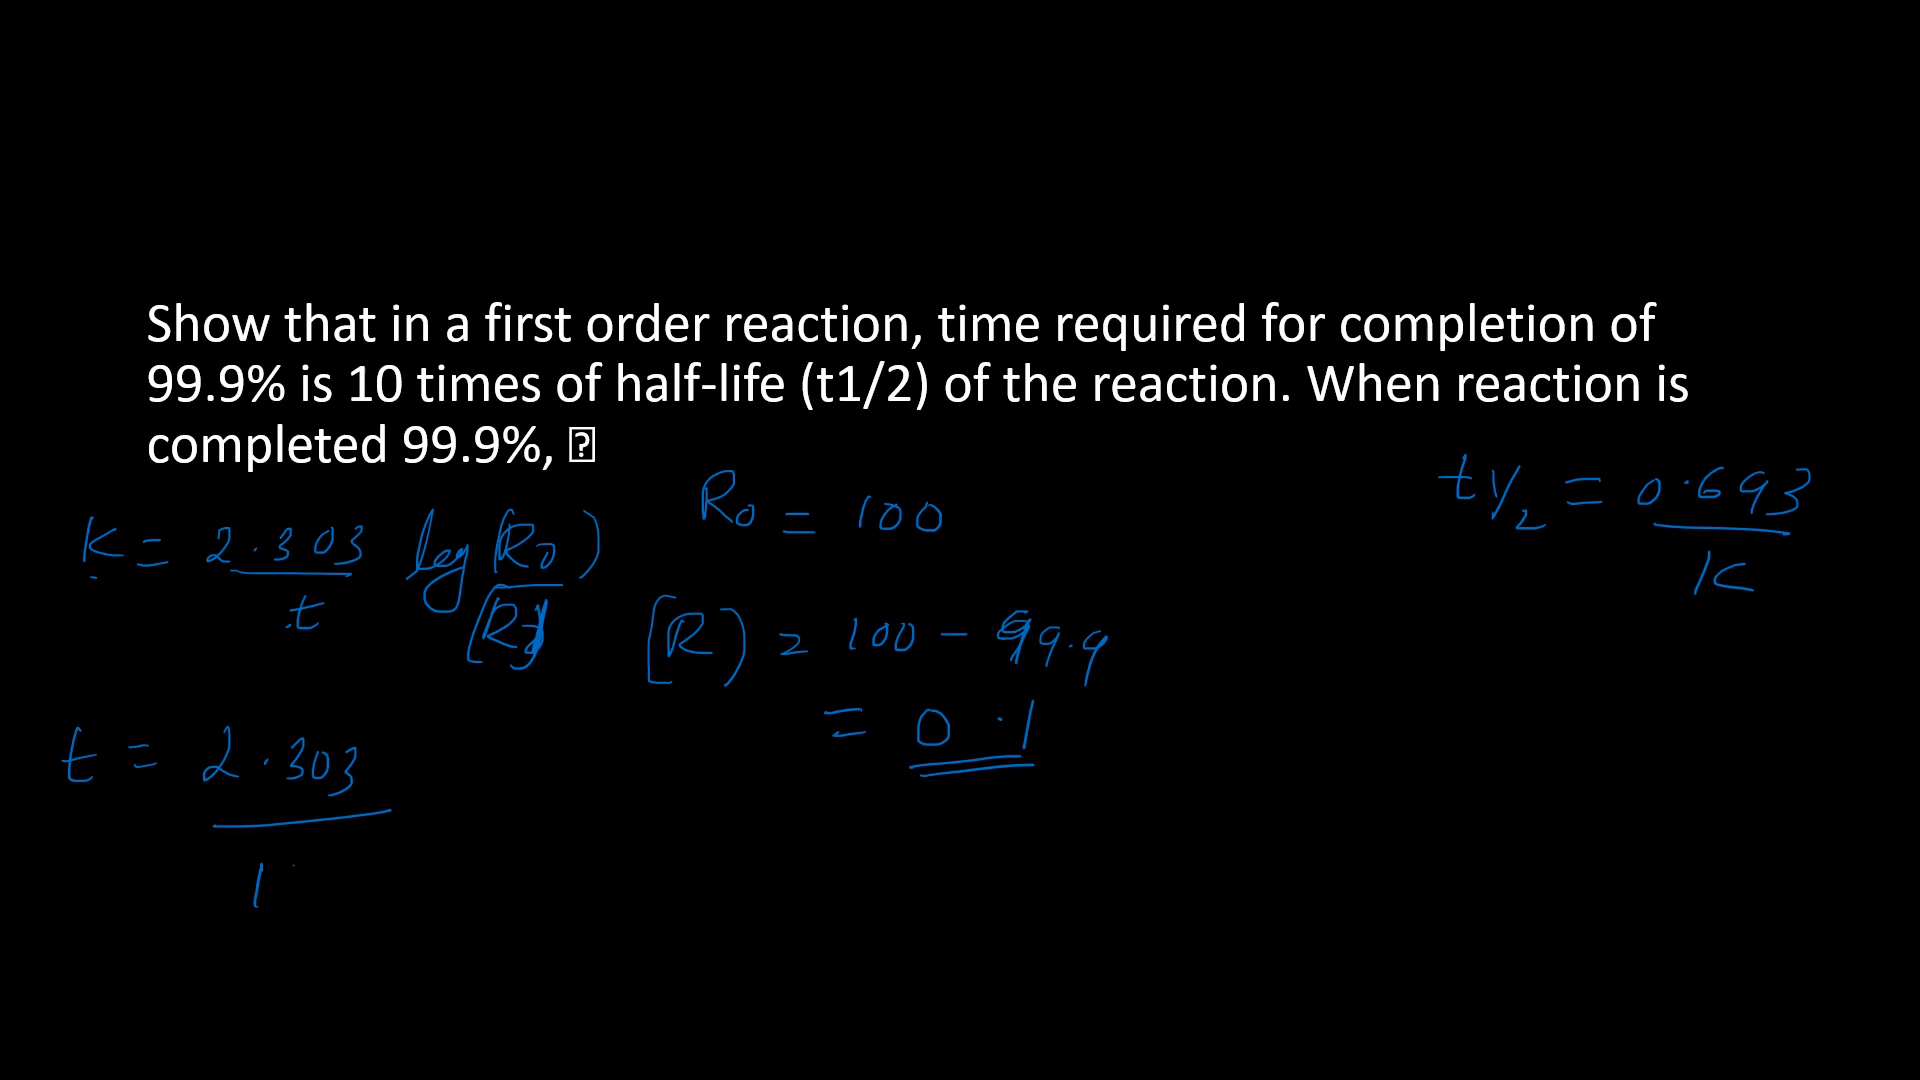 Show that in a first order reaction, time required for completion of
99.9% is 10 times of half-life (t1/2) of the reaction. When reaction is
completed 99.9%, 
K = 2.303/t log [R0]/[R]
R0 = 100
t1/2 = 0.693/K
[R] = 100 - 99.9
= 0.1
t = 2.303